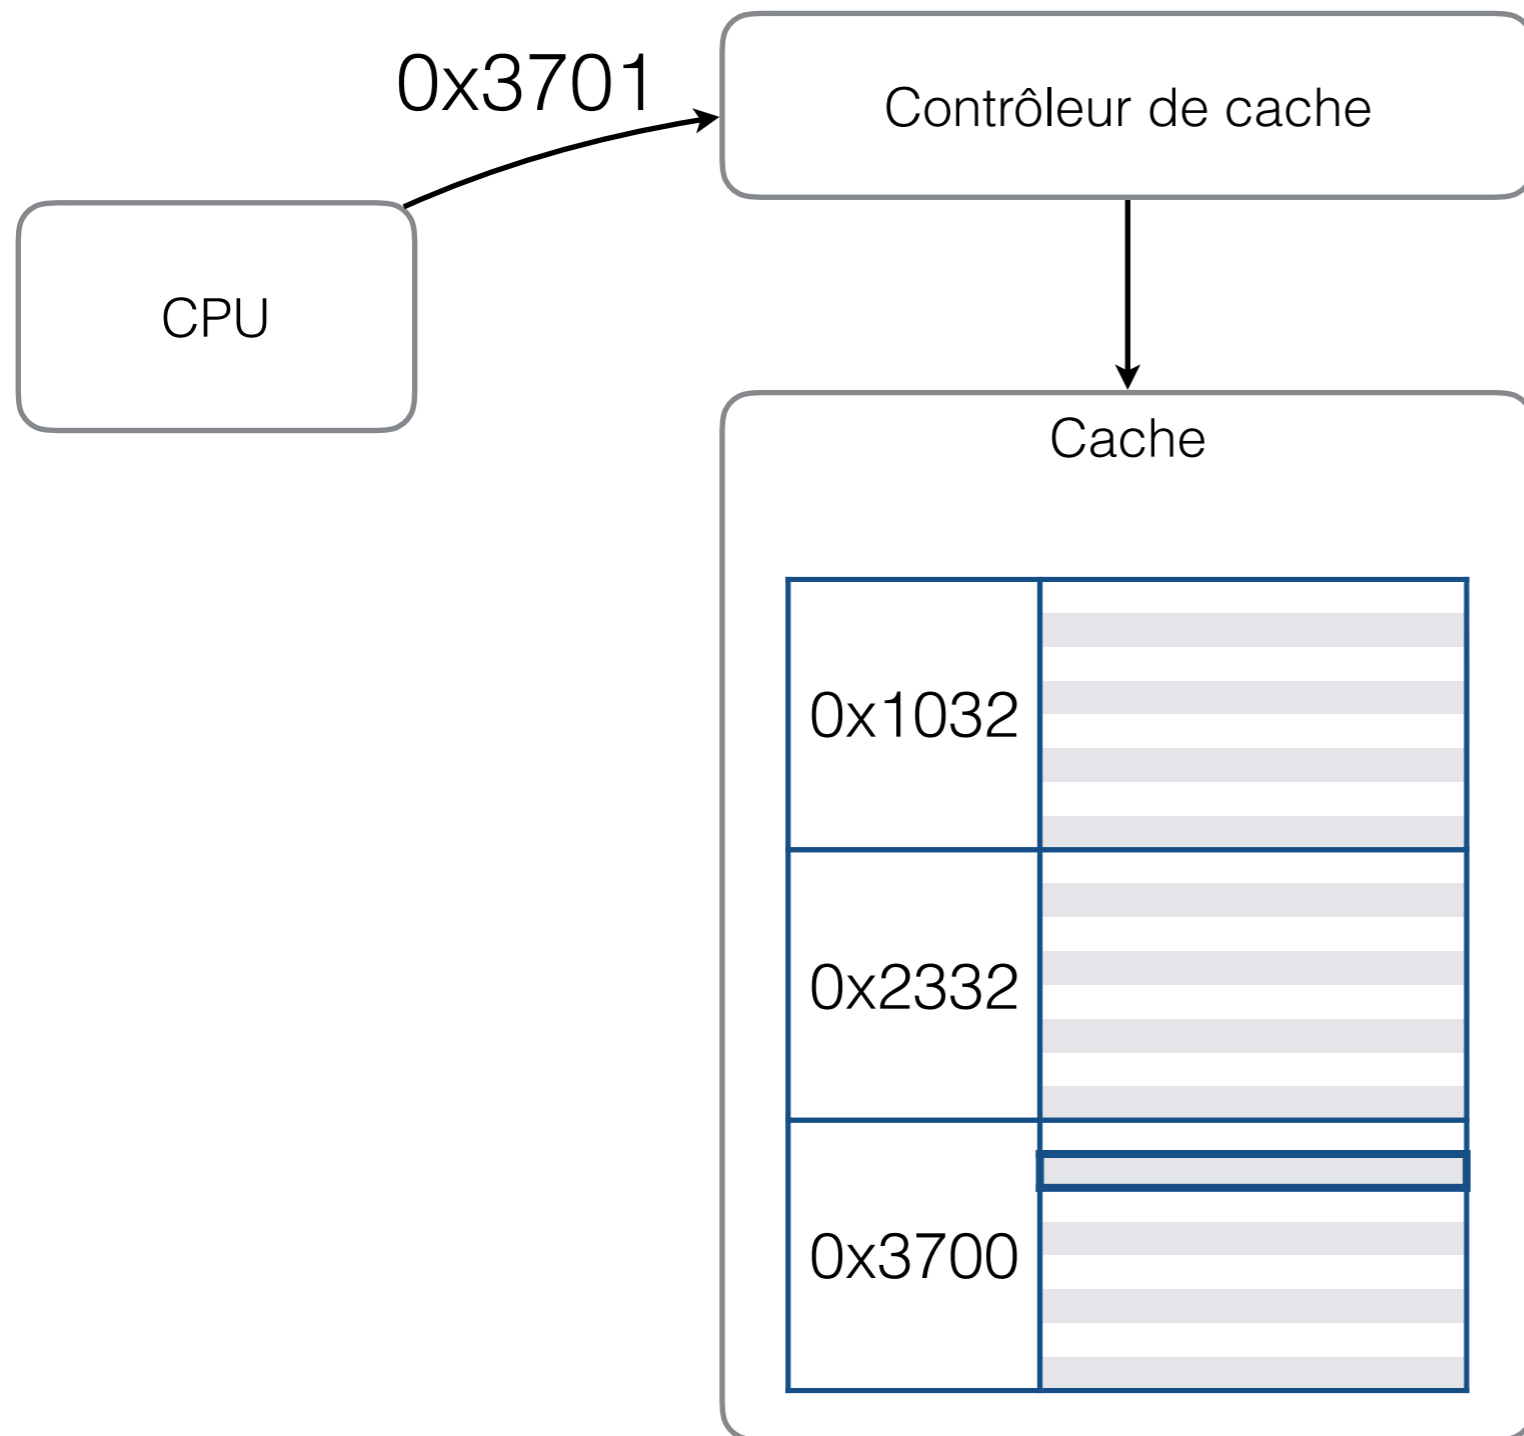 0x3701
Contrôleur de cache
CPU
Cache
0x1032
0x2332
0x3700